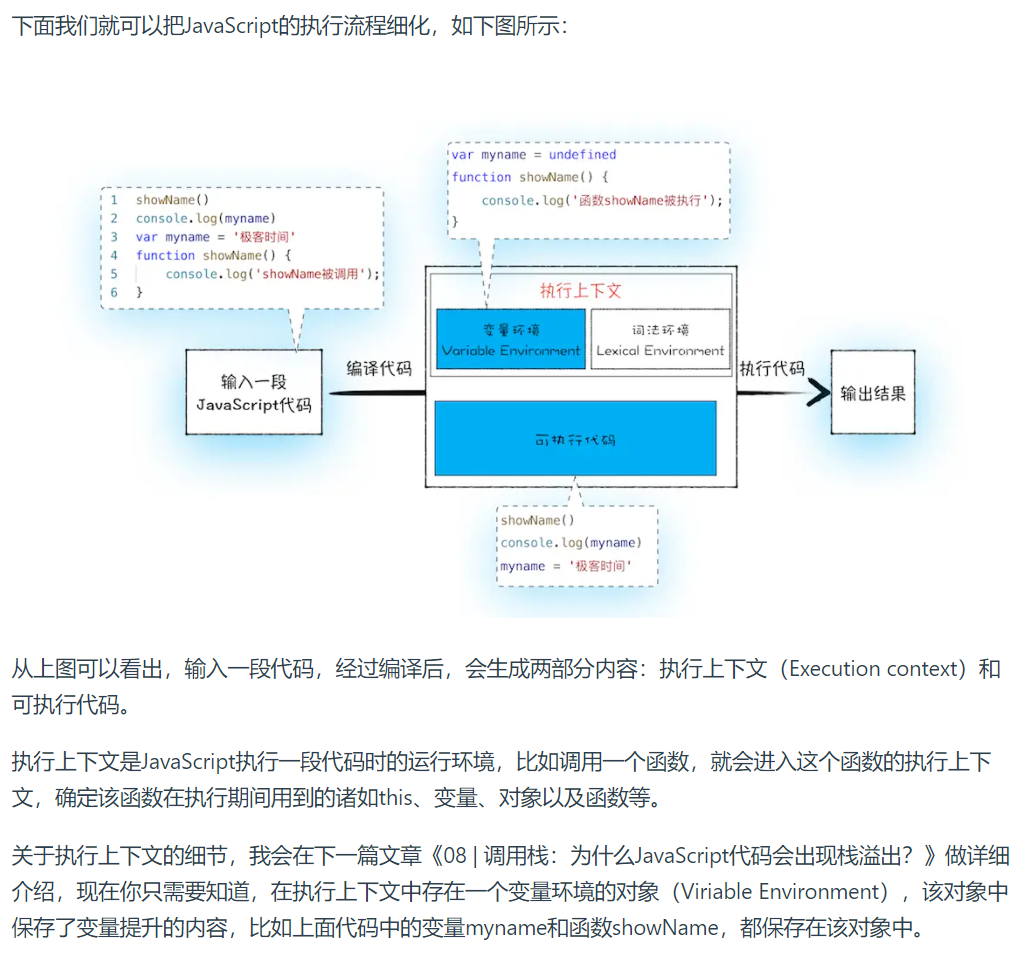 下面我们就可以把JavaScript的执行流程细化，如下图所示：
var myname = undefined
function showName() {
    console.log('函数showName被执行');
}
1 showName()
2 console.log(myname)
3 var myname = '极客时间'
4 function showName() {
5     console.log('showName被调用');
6 }
执行上下文
变量环境
Variable Environment
词法环境
Lexical Environment
输入一段
JavaScript代码
编译代码
执行代码
输出结果
可执行代码
showName()
console.log(myname)
myname = '极客时间'
从上图可以看出，输入一段代码，经过编译后，会生成两部分内容：执行上下文（Execution context）和
可执行代码。
执行上下文是JavaScript执行一段代码时的运行环境，比如调用一个函数，就会进入这个函数的执行上下
文，确定该函数在执行期间用到的诸如this、变量、对象以及函数等。
关于执行上下文的细节，我会在下一篇文章《08 | 调用栈：为什么JavaScript代码会出现栈溢出？》做详细
介绍，现在你只需要知道，在执行上下文中存在一个变量环境的对象（Viriable Environment），该对象中
保存了变量提升的内容，比如上面代码中的变量myname和函数showName，都保存在该对象中。